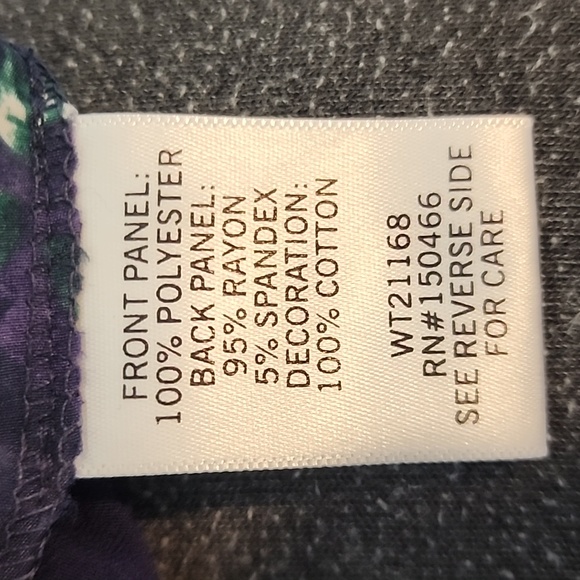 FRONT PANEL:
100% POLYESTER
BACK PANEL:
95% RAYON
5% SPANDEX
DECORATION:
100% COTTON
WT21168
RN#150466
SEE REVERSE SIDE
FOR CARE